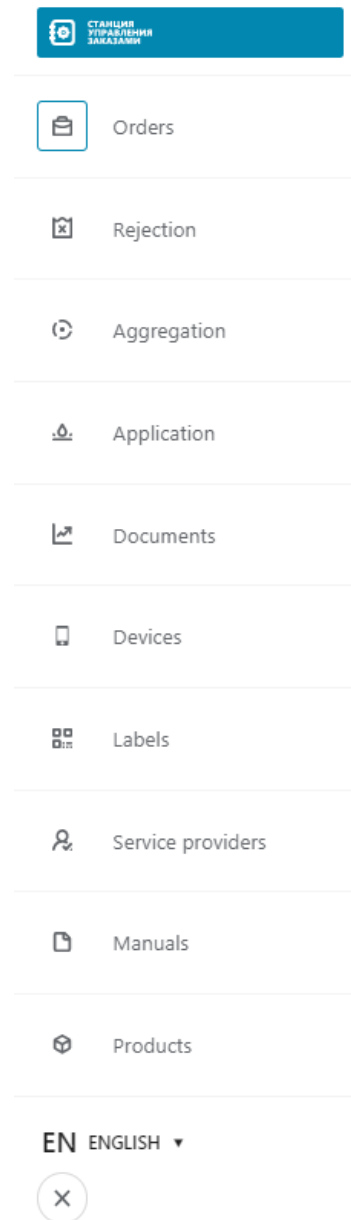 СТАНЦИЯ
УПРАВЛЕНИЯ
ЗАКАЗАМИ
Orders
Rejection
Aggregation
Application
Documents
Devices
Labels
Service providers
Manuals
Products
EN ENGLISH ▼